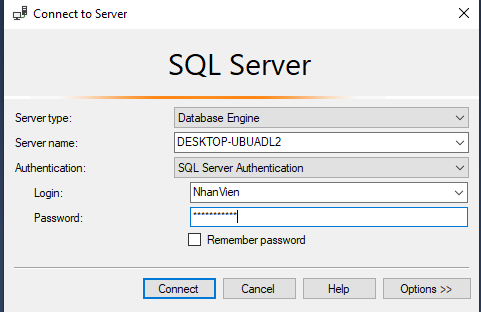 Connect to Server
SQL Server
Server type: Database Engine
Server name: DESKTOP-UBUADL2
Authentication: SQL Server Authentication
Login: NhanVien
Password: ***********
Remember password
Connect Cancel Help Options >>